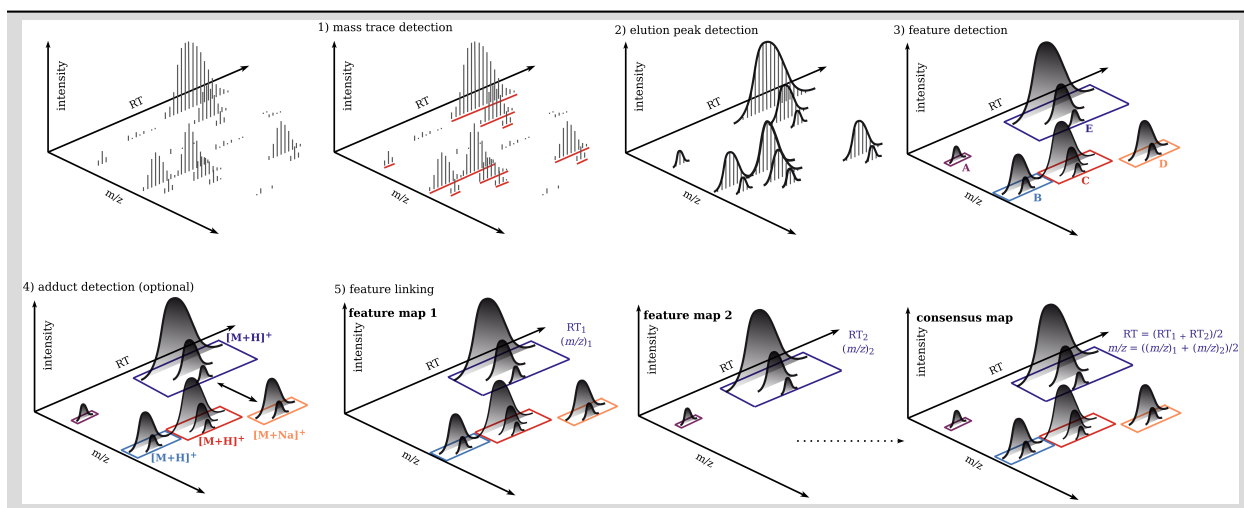 1) mass trace detection
2) elution peak detection
3) feature detection
intensity
RT
m/z
intensity
RT
m/z
intensity
RT
m/z
intensity
RT
m/z
A
B
C
D
E
4) adduct detection (optional)
intensity
RT
m/z
[M+H]⁺
[M+H]⁺
[M+H]⁺
[M+Na]⁺
5) feature linking
feature map 1
intensity
RT
m/z
RT₁
(m/z)₁
feature map 2
intensity
RT
m/z
RT₂
(m/z)₂
consensus map
intensity
RT
m/z
RT = (RT₁ + RT₂)/2
m/z = ((m/z)₁ + (m/z)₂)/2